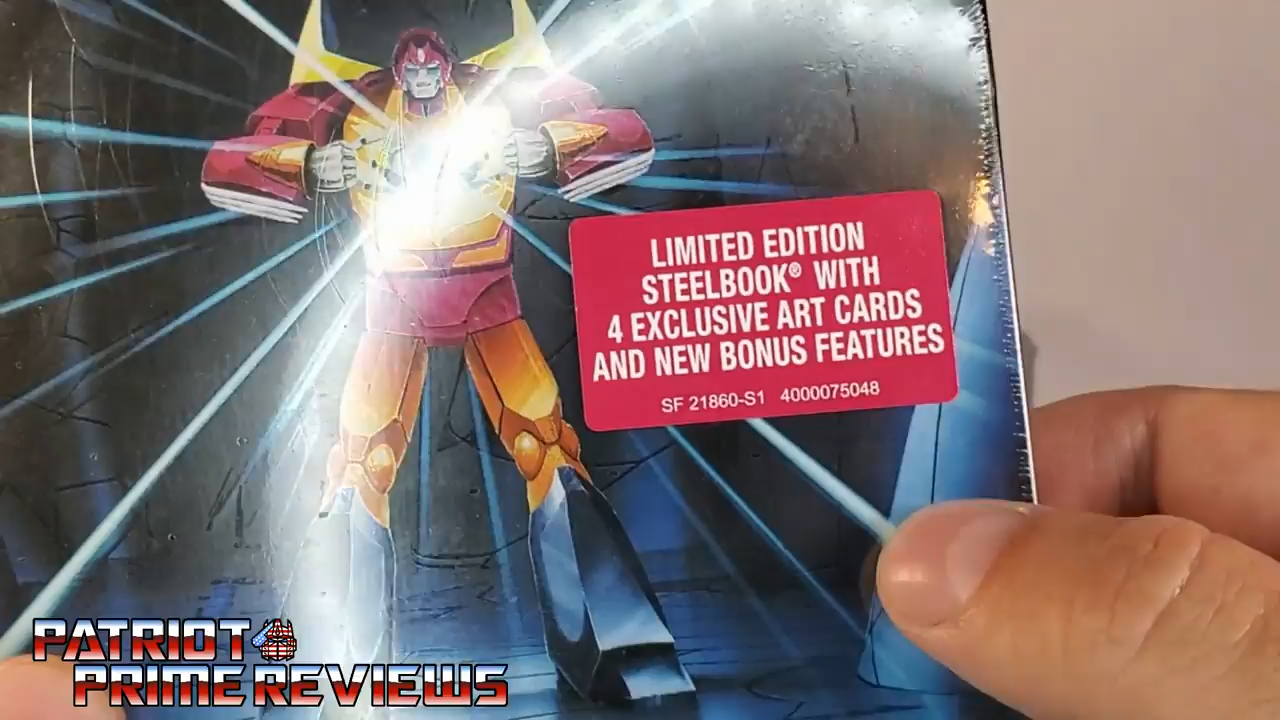 LIMITED EDITION
STEELBOOK® WITH
4 EXCLUSIVE ART CARDS
AND NEW BONUS FEATURES
SF 21860-S1 4000075048
PATRIOT
PRIME REVIEWS